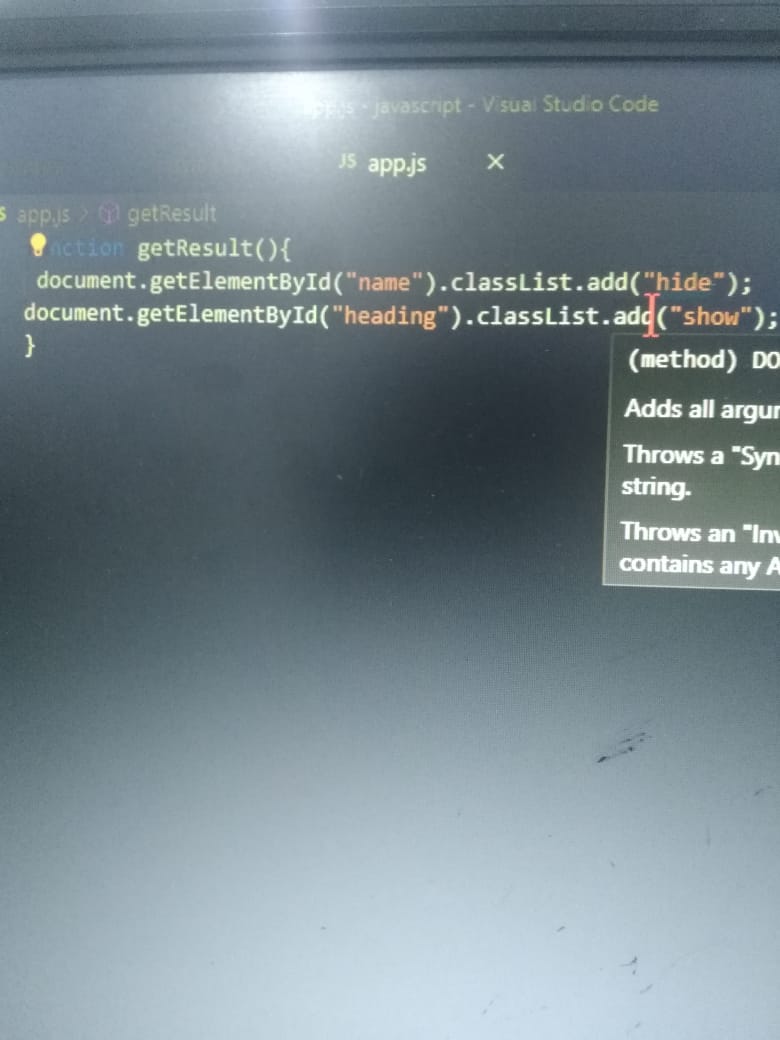 app.js - javascript - Visual Studio Code
JS app.js ×
app.js > getResult
getResult(){
document.getElementById("name").classList.add("hide");
document.getElementById("heading").classList.add("show");
}
(method) DO
Adds all argur
Throws a "Syn
string.
Throws an "Inv
contains any A